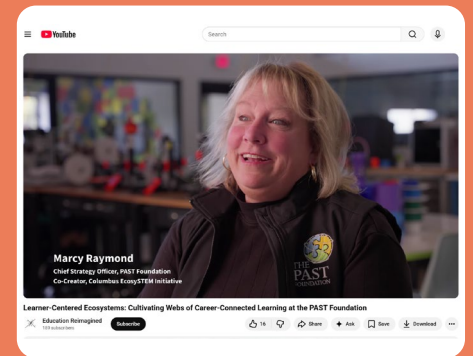 YouTube
Search
THE
PAST
FOUNDATION
Marcy Raymond
Chief Strategy Officer, PAST Foundation
Co-Creator, Columbus EcosySTEM Initiative
Learner-Centered Ecosystems: Cultivating Webs of Career-Connected Learning at the PAST Foundation
Education Reimagined
Subscribe
16
Share
Ask
Save
Download